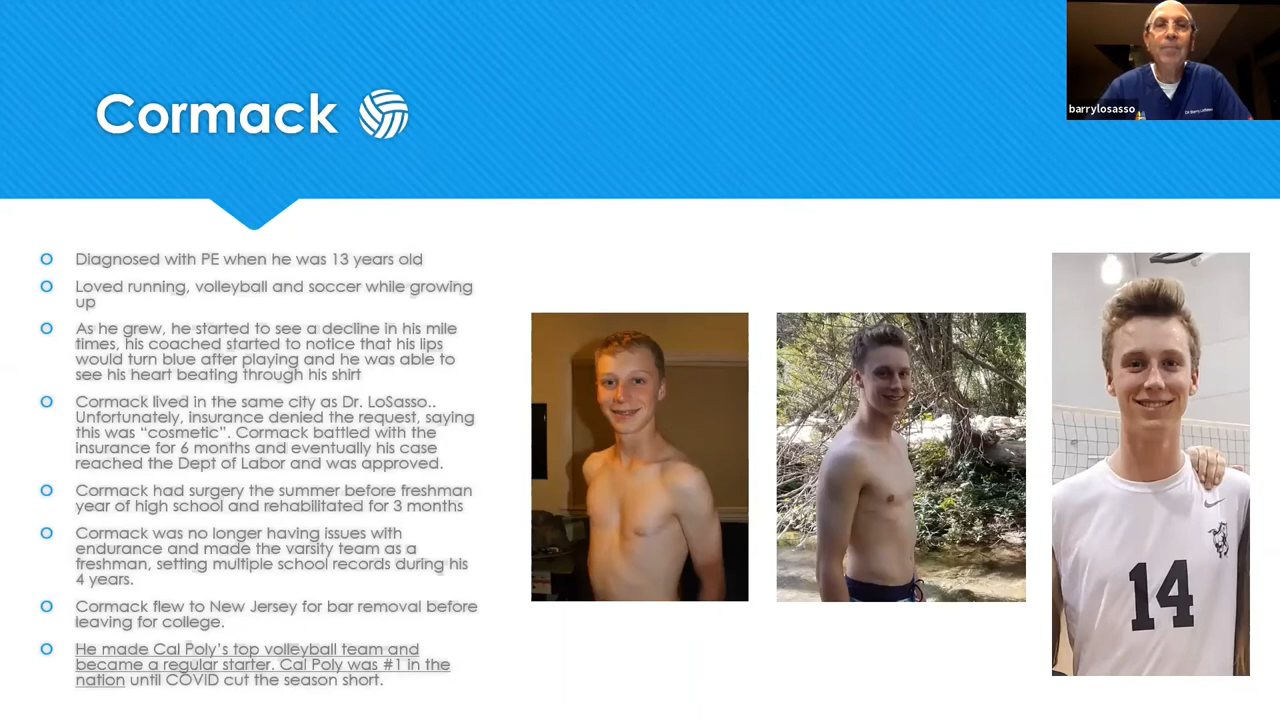 barrylosasso
Cormack
Diagnosed with PE when he was 13 years old
Loved running, volleyball and soccer while growing
up
As he grew, he started to see a decline in his mile
times, his coached started to notice that his lips
would turn blue after playing and he was able to
see his heart beating through his shirt
Cormack lived in the same city as Dr. LoSasso..
Unfortunately, insurance denied the request, saying
this was “cosmetic”. Cormack battled with the
insurance for 6 months and eventually his case
reached the Dept of Labor and was approved.
Cormack had surgery the summer before freshman
year of high school and rehabilitated for 3 months
Cormack was no longer having issues with
endurance and made the varsity team as a
freshman, setting multiple school records during his
4 years.
Cormack flew to New Jersey for bar removal before
leaving for college.
He made Cal Poly’s top volleyball team and
became a regular starter. Cal Poly was #1 in the
nation until COVID cut the season short.
14